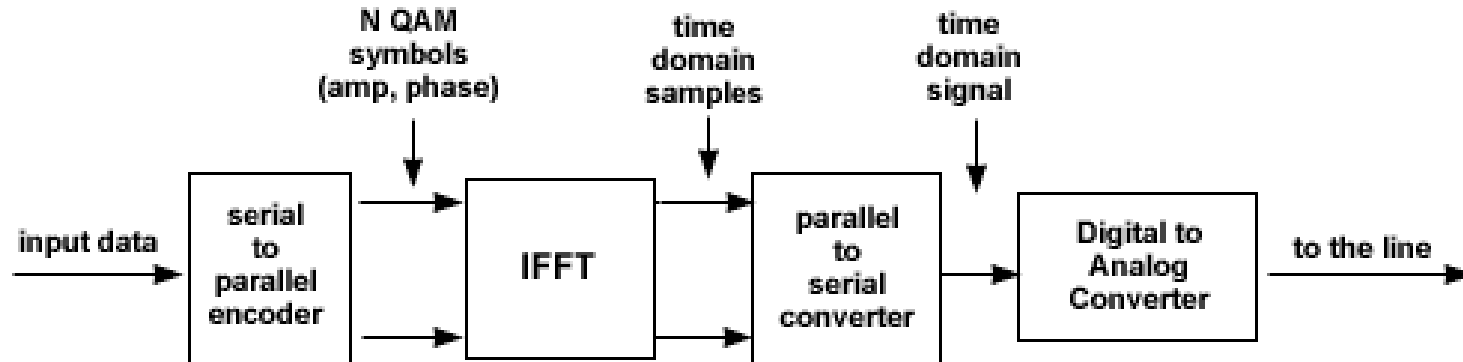 N QAM
symbols
(amp, phase)
time
domain
samples
time
domain
signal
input data
serial
to
parallel
encoder
IFFT
parallel
to
serial
converter
Digital to
Analog
Converter
to the line